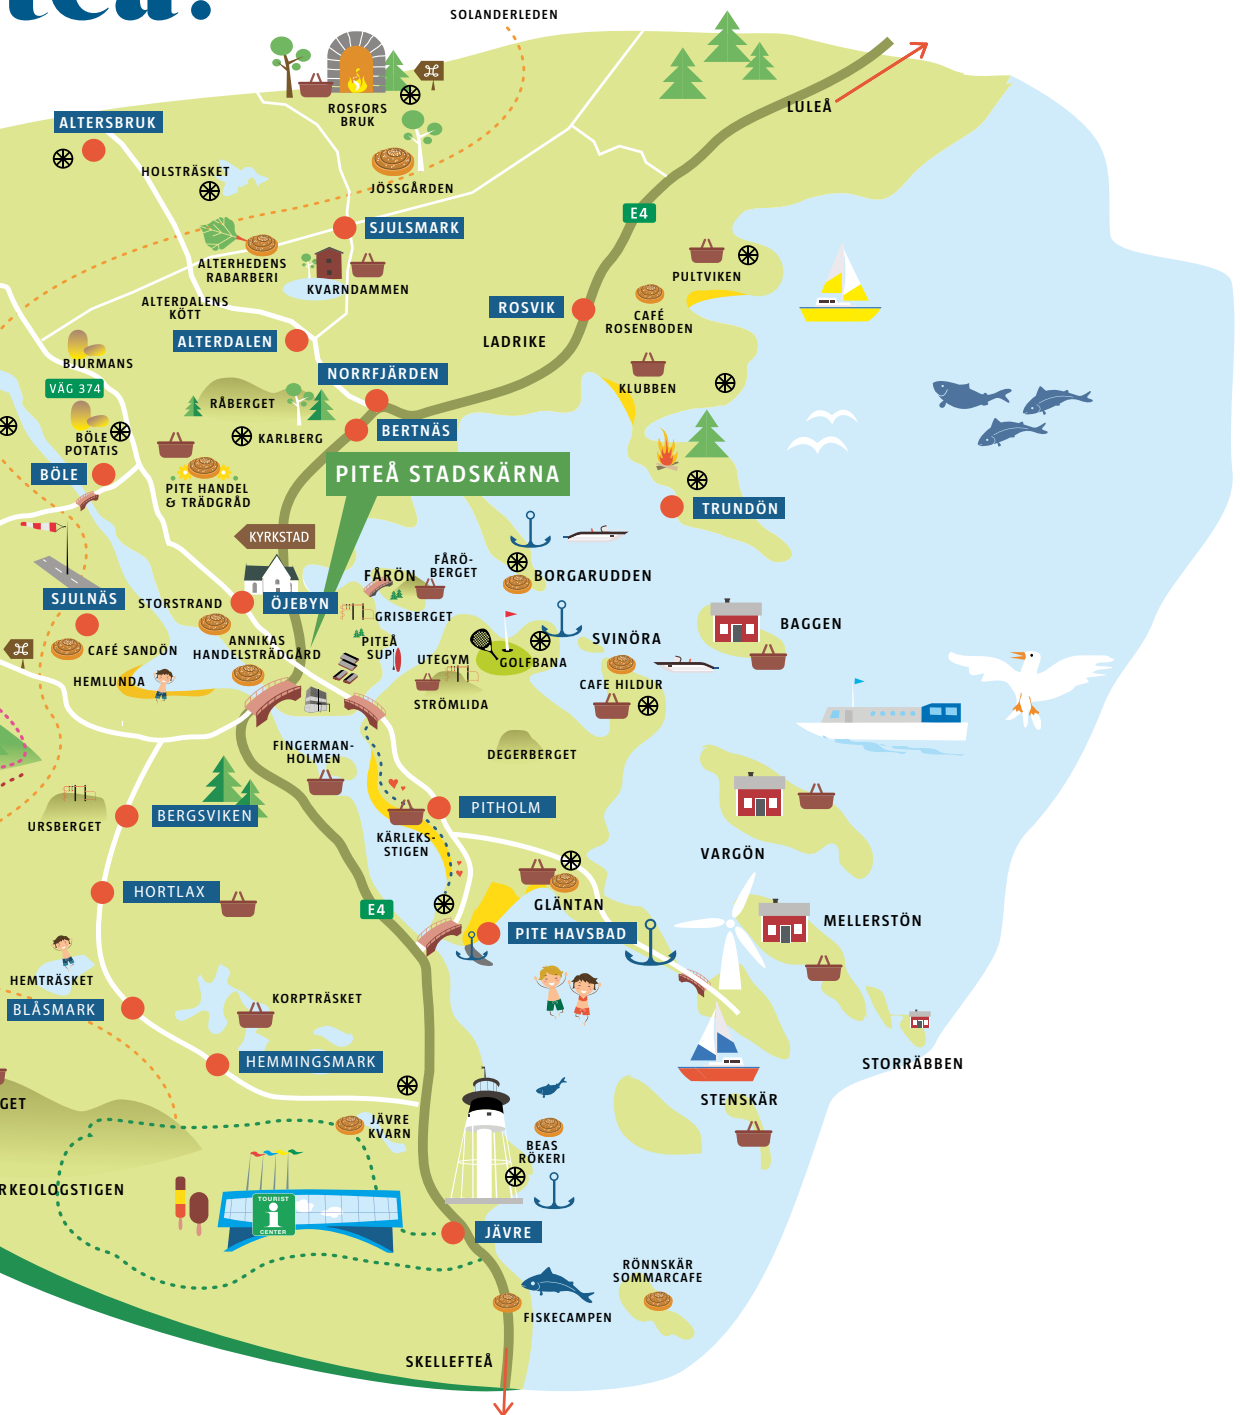 SOLANDERLEDEN
LULEÅ
ROSFORS
BRUK
ALTERSBRUK
HOLSTRÄSKET
JÖSSGÅRDEN
E4
SJULSMARK
ALTERHEDENS
RABARBERI
KVARNDAMMEN
PULTVIKEN
ALTERDALENS
KÖTT
ROSVIK
CAFÉ
ROSENBODEN
ALTERDALEN
LADRIKE
BJURMANS
NORRFJÄRDEN
KLUBBEN
VÄG 374
RÅBERGET
BÖLE
POTATIS
KARLBERG
BERTNÄS
BÖLE
PITEÅ STADSKÄRNA
PITE HANDEL
& TRÄDGRÅD
TRUNDÖN
KYRKSTAD
FÅRÖ-
BERGET
FÅRÖN
BORGARUDDEN
SJULNÄS
STORSTRAND
ÖJEBYN
GRISBERGET
BAGGEN
SVINÖRA
ANNIKAS
HANDELSTRÄDGÅRD
PITEÅ
SUP
CAFÉ SANDÖN
UTEGYM
GOLFBANA
HEMLUNDA
CAFE HILDUR
STRÖMLIDA
FINGERMAN-
HOLMEN
DEGERBERGET
BERGSVIKEN
PITHOLM
URSBERGET
KÄRLEKS-
STIGEN
VARGÖN
HORTLAX
E4
GLÄNTAN
MELLERSTÖN
PITE HAVSBAD
HEMTRÄSKET
BLÅSMARK
KORPTRÄSKET
HEMMINGSMARK
STORRÄBBEN
STENSKÄR
GET
JÄVRE
KVARN
BEAS
RÖKERI
RKEOLOGSTIGEN
TOURIST
i
CENTER
JÄVRE
RÖNNSKÄR
SOMMARCAFE
FISKECAMPEN
SKELLEFTEÅ